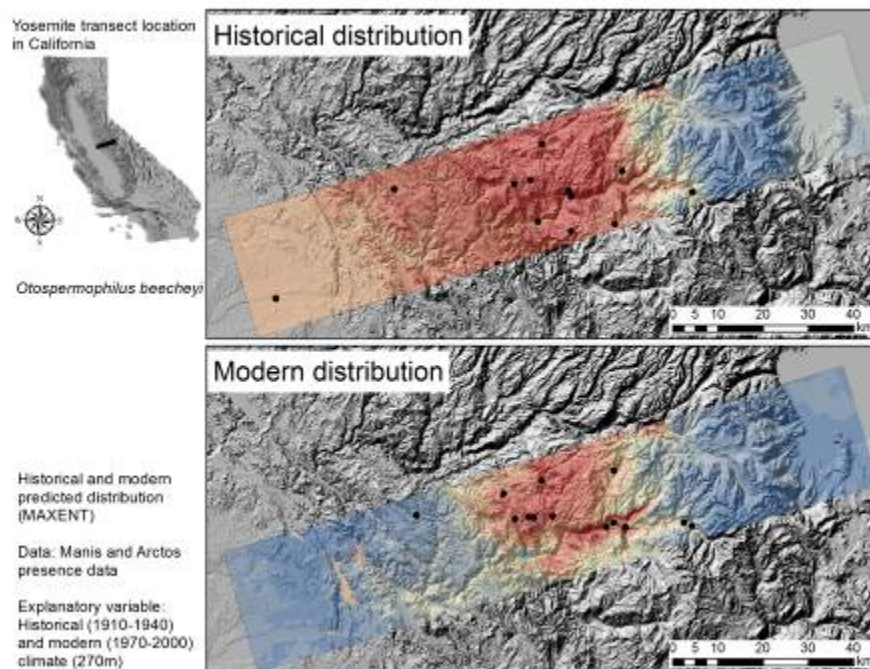 Yosemite transect location
in California
Otospermophilus beecheyi
Historical distribution
0 5 10 20 30 40
km
Modern distribution
Historical and modern
predicted distribution
(MAXENT)
Data: Manis and Arctos
presence data
Explanatory variable:
Historical (1910-1940)
and modern (1970-2000)
climate (270m)
0 5 10 20 30 40
km